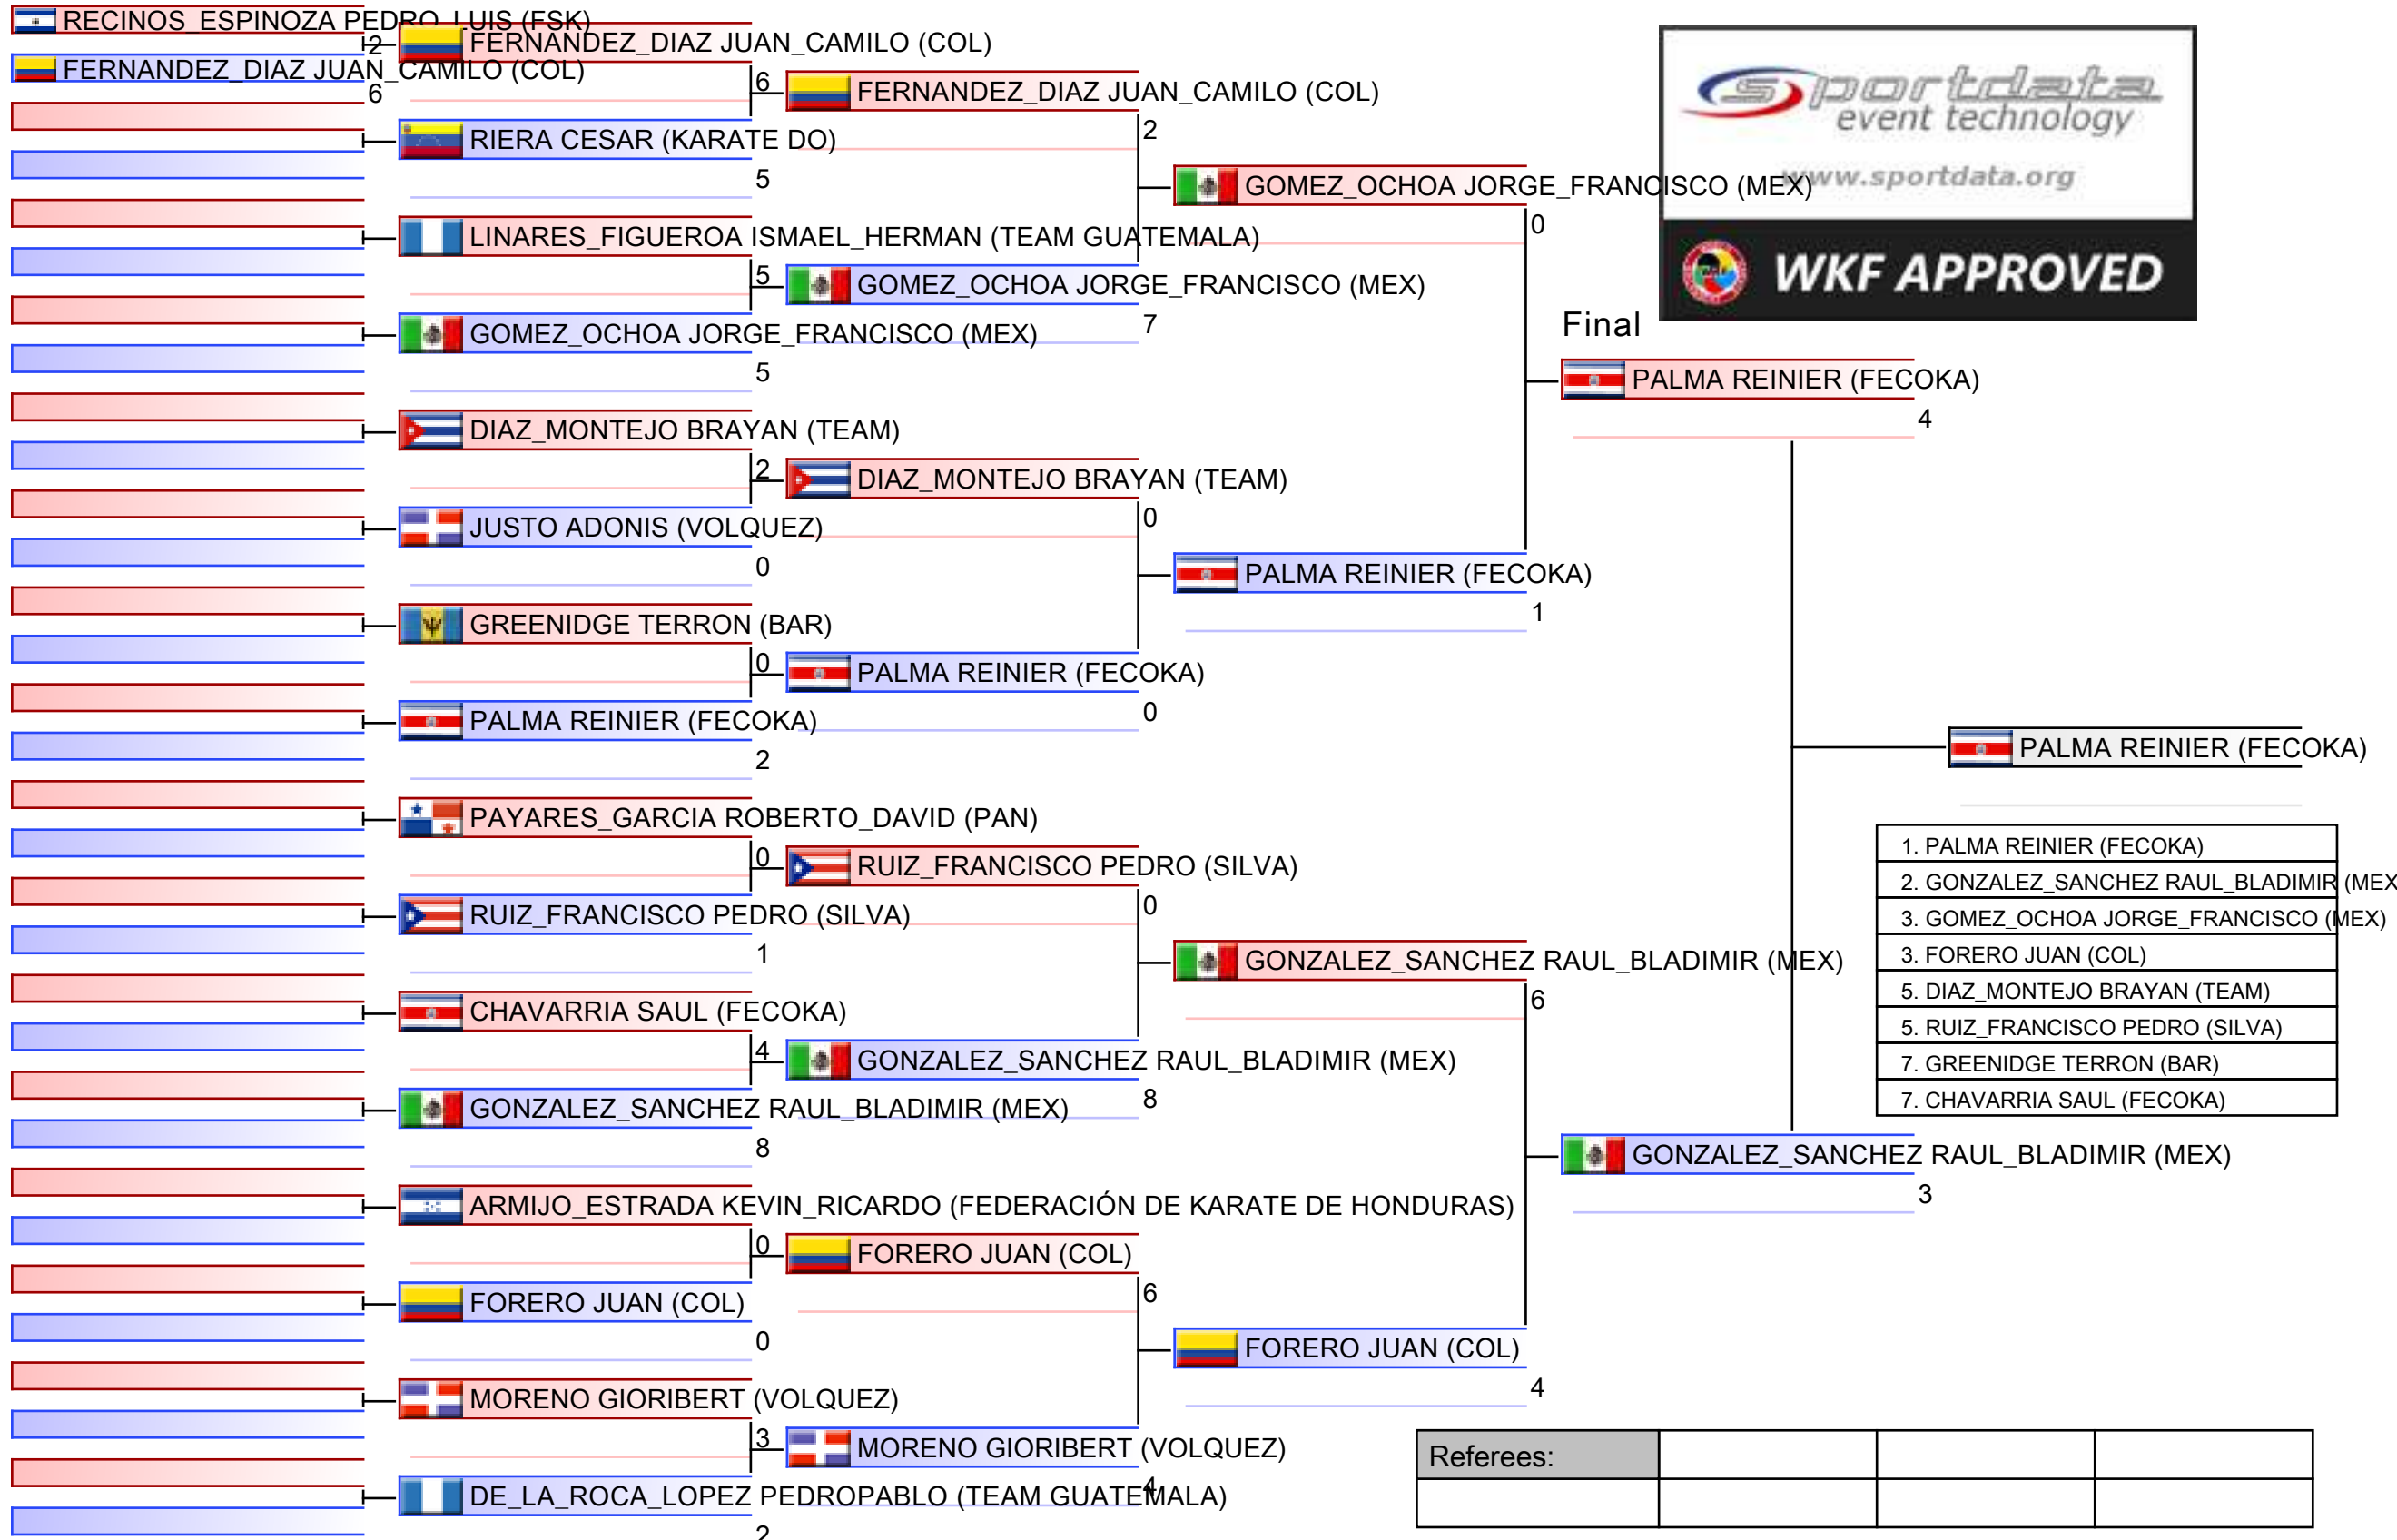 RECINOS_ESPINOZA PEDRO_LUIS (FSK)
2
FERNANDEZ_DIAZ JUAN_CAMILO (COL)
6
FERNANDEZ_DIAZ JUAN_CAMILO (COL)
6
RIERA CESAR (KARATE DO)
5
LINARES_FIGUEROA ISMAEL_HERMAN (TEAM GUATEMALA)
5
GOMEZ_OCHOA JORGE_FRANCISCO (MEX)
5
DIAZ_MONTEJO BRAYAN (TEAM)
2
JUSTO ADONIS (VOLQUEZ)
0
GREENIDGE TERRON (BAR)
0
PALMA REINIER (FECOKA)
2
PAYARES_GARCIA ROBERTO_DAVID (PAN)
0
RUIZ_FRANCISCO PEDRO (SILVA)
1
CHAVARRIA SAUL (FECOKA)
4
GONZALEZ_SANCHEZ RAUL_BLADIMIR (MEX)
8
ARMIJO_ESTRADA KEVIN_RICARDO (FEDERACIÓN DE KARATE DE HONDURAS)
0
FORERO JUAN (COL)
0
MORENO GIORIBERT (VOLQUEZ)
3
DE_LA_ROCA_LOPEZ PEDROPABLO (TEAM GUATEMALA)
2
FERNANDEZ_DIAZ JUAN_CAMILO (COL)
2
GOMEZ_OCHOA JORGE_FRANCISCO (MEX)
7
DIAZ_MONTEJO BRAYAN (TEAM)
0
PALMA REINIER (FECOKA)
0
RUIZ_FRANCISCO PEDRO (SILVA)
0
GONZALEZ_SANCHEZ RAUL_BLADIMIR (MEX)
8
FORERO JUAN (COL)
6
MORENO GIORIBERT (VOLQUEZ)
4
GOMEZ_OCHOA JORGE_FRANCISCO (MEX)
0
PALMA REINIER (FECOKA)
1
GONZALEZ_SANCHEZ RAUL_BLADIMIR (MEX)
6
FORERO JUAN (COL)
4
sportdata
event technology
www.sportdata.org
WKF APPROVED
Final
PALMA REINIER (FECOKA)
4
GONZALEZ_SANCHEZ RAUL_BLADIMIR (MEX)
3
PALMA REINIER (FECOKA)
1. PALMA REINIER (FECOKA)
2. GONZALEZ_SANCHEZ RAUL_BLADIMIR (MEX
3. GOMEZ_OCHOA JORGE_FRANCISCO (MEX)
3. FORERO JUAN (COL)
5. DIAZ_MONTEJO BRAYAN (TEAM)
5. RUIZ_FRANCISCO PEDRO (SILVA)
7. GREENIDGE TERRON (BAR)
7. CHAVARRIA SAUL (FECOKA)
Referees: